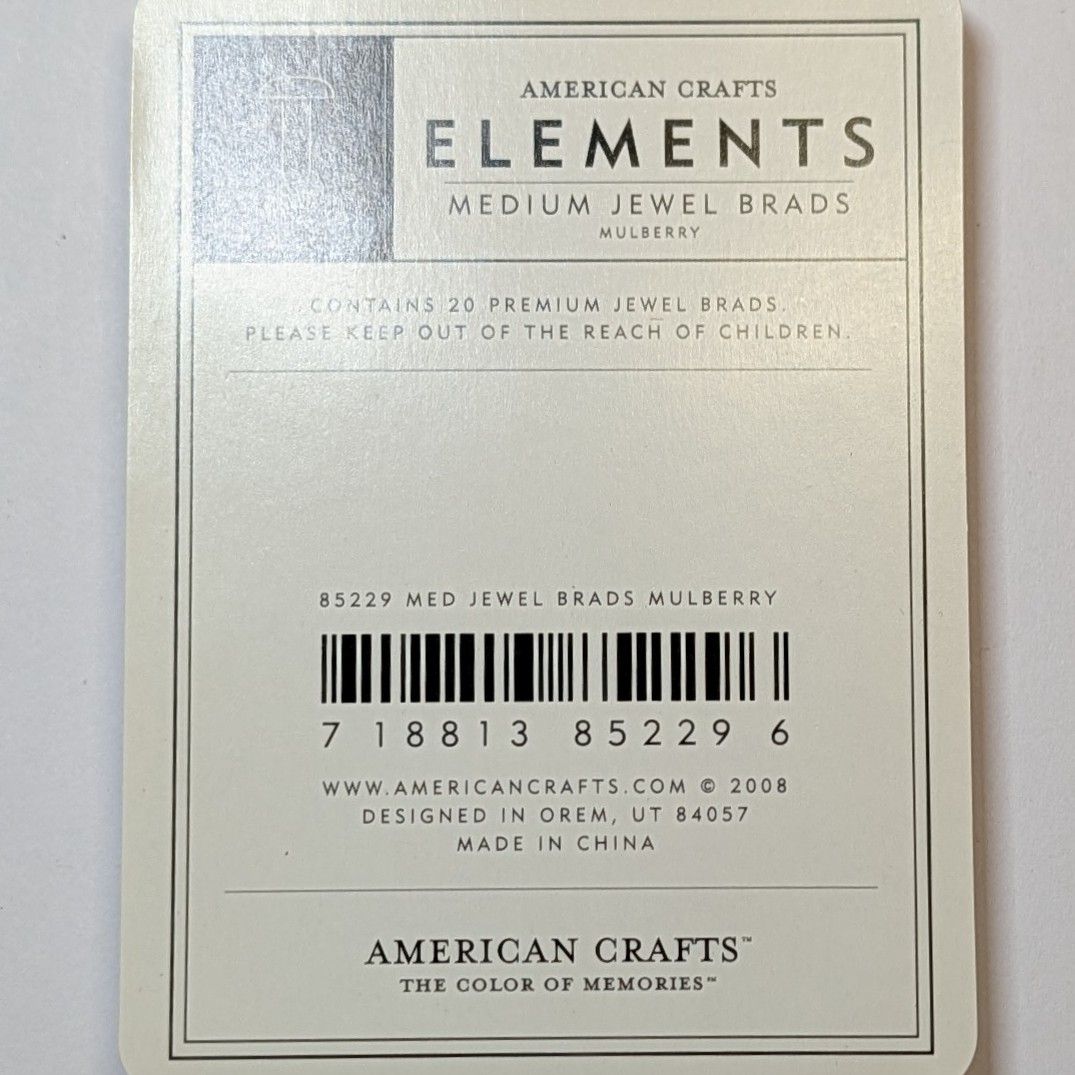 AMERICAN CRAFTS
ELEMENTS
MEDIUM JEWEL BRADS
MULBERRY
CONTAINS 20 PREMIUM JEWEL BRADS.
PLEASE KEEP OUT OF THE REACH OF CHILDREN.
85229 MED JEWEL BRADS MULBERRY
7 18813 85229 6
WWW.AMERICANCRAFTS.COM © 2008
DESIGNED IN OREM, UT 84057
MADE IN CHINA
AMERICAN CRAFTS™
THE COLOR OF MEMORIES™